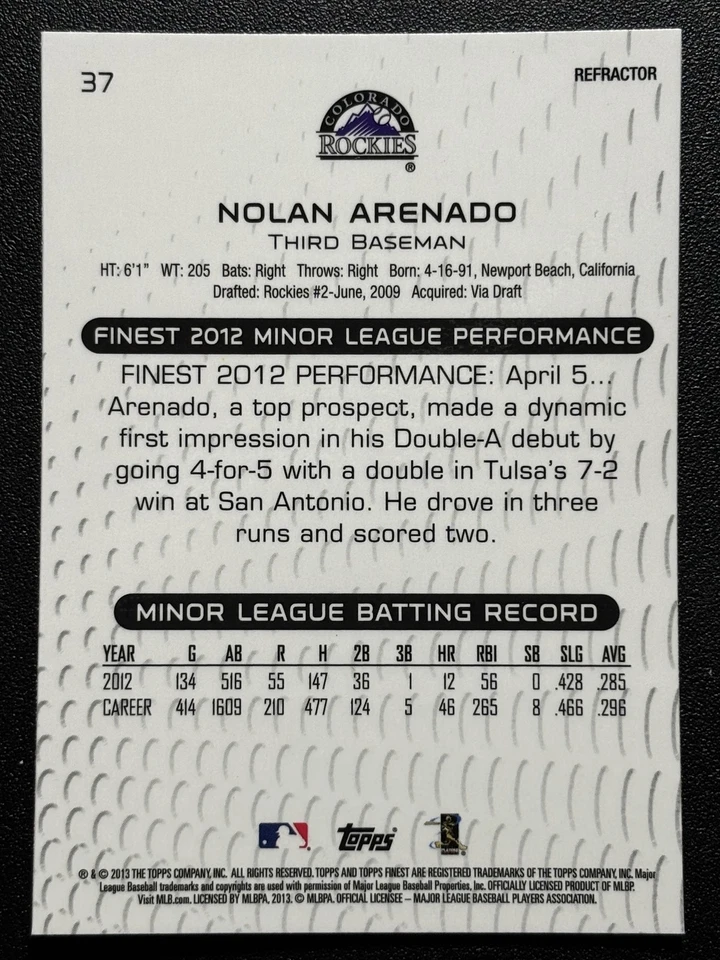 37
REFRACTOR
COLORADO
ROCKIES
®
NOLAN ARENADO
THIRD BASEMAN
HT: 6'1" WT: 205 Bats: Right Throws: Right Born: 4-16-91, Newport Beach, California
Drafted: Rockies #2-June, 2009 Acquired: Via Draft
FINEST 2012 MINOR LEAGUE PERFORMANCE
FINEST 2012 PERFORMANCE: April 5...
Arenado, a top prospect, made a dynamic
first impression in his Double-A debut by
going 4-for-5 with a double in Tulsa's 7-2
win at San Antonio. He drove in three
runs and scored two.
MINOR LEAGUE BATTING RECORD
YEAR G AB R H 2B 3B HR RBI SB SLG AVG
2012 134 516 55 147 36 1 12 56 0 .428 .285
CAREER 414 1609 210 477 124 5 46 265 8 .466 .296
topps
® & © 2013 THE TOPPS COMPANY, INC. ALL RIGHTS RESERVED. TOPPS AND TOPPS FINEST ARE REGISTERED TRADEMARKS OF THE TOPPS COMPANY, INC. Major
League Baseball trademarks and copyrights are used with permission of Major League Baseball Properties, Inc. OFFICIALLY LICENSED PRODUCT OF MLBP.
Visit MLB.com. LICENSED BY MLBPA, 2013. © MLBPA. OFFICIAL LICENSEE – MAJOR LEAGUE BASEBALL PLAYERS ASSOCIATION.